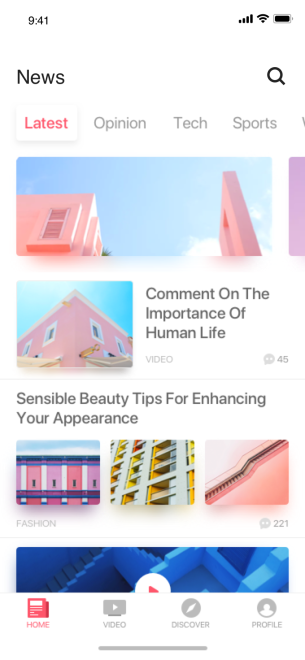 9:41
News
Latest Opinion Tech Sports
Comment On The
Importance Of
Human Life
VIDEO 45
Sensible Beauty Tips For Enhancing
Your Appearance
FASHION 221
HOME VIDEO DISCOVER PROFILE